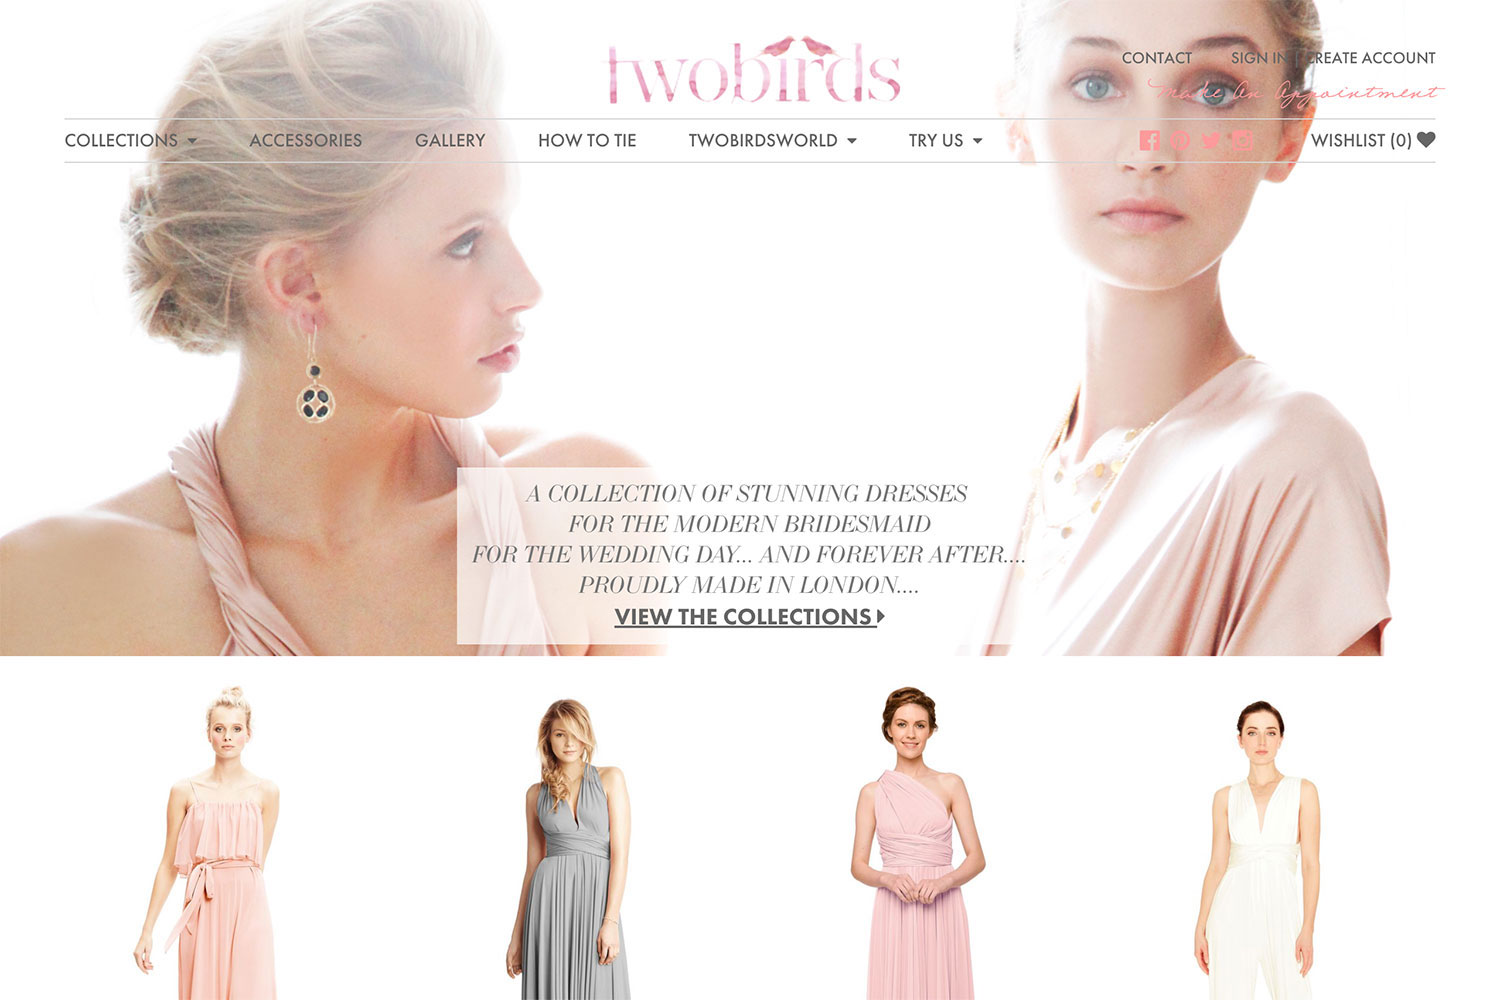 twobirds
CONTACT SIGN IN | CREATE ACCOUNT
Make An Appointment
COLLECTIONS ACCESSORIES GALLERY HOW TO TIE TWOBIRDSWORLD TRY US WISHLIST (0)
A COLLECTION OF STUNNING DRESSES
FOR THE MODERN BRIDESMAID
FOR THE WEDDING DAY... AND FOREVER AFTER....
PROUDLY MADE IN LONDON....
VIEW THE COLLECTIONS